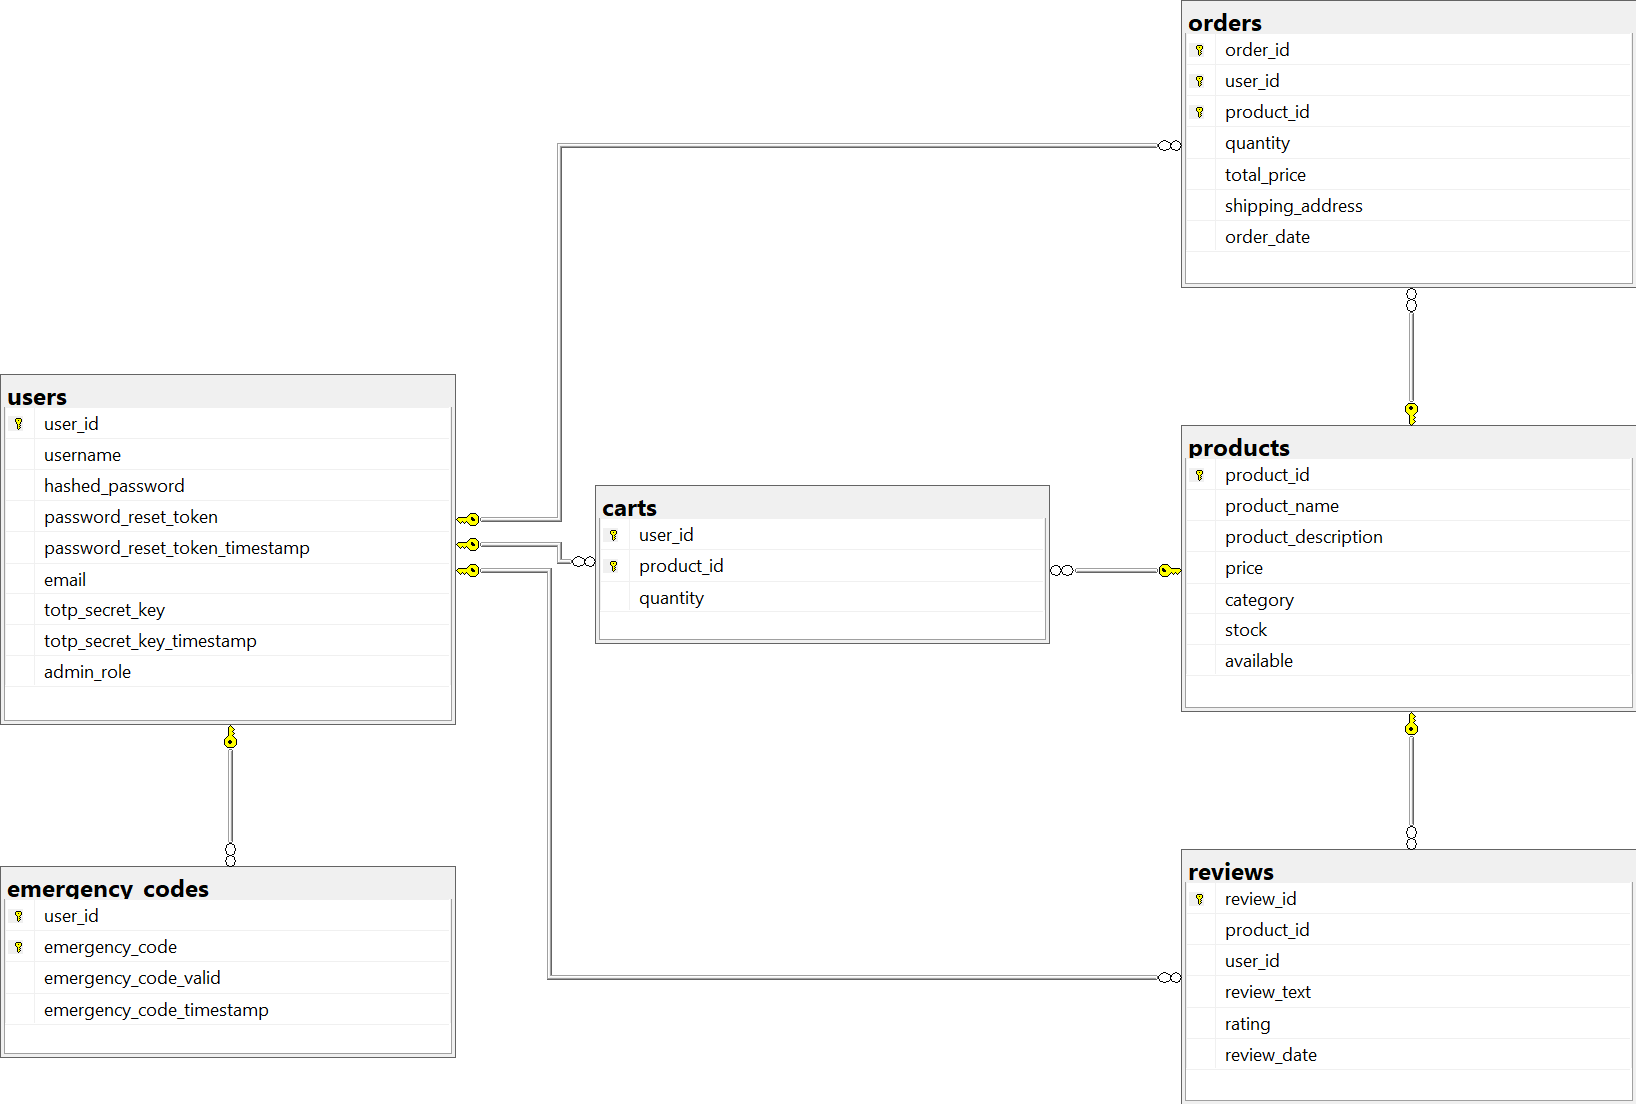 orders
order_id
user_id
product_id
quantity
total_price
shipping_address
order_date
users
user_id
username
hashed_password
password_reset_token
password_reset_token_timestamp
email
totp_secret_key
totp_secret_key_timestamp
admin_role
carts
user_id
product_id
quantity
products
product_id
product_name
product_description
price
category
stock
available
emergency_codes
user_id
emergency_code
emergency_code_valid
emergency_code_timestamp
reviews
review_id
product_id
user_id
review_text
rating
review_date